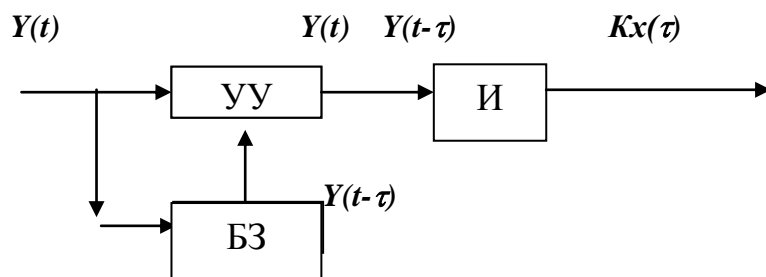 Y(t) Y(t) Y(t-τ) Kx(τ)
УУ И
Y(t- τ)
БЗ